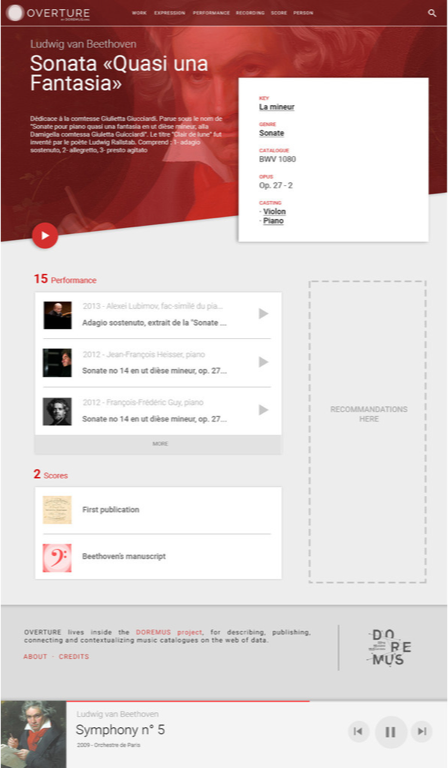 OVERTURE
WORK EXPRESSION PERFORMANCE RECORDING SCORE PERSON
Ludwig van Beethoven
Sonata «Quasi una
Fantasia»
Dédicace à la comtesse Giulietta Giucciardi. Parue sous le nom de
"Sonate pour piano quasi una fantasia en ut dièse mineur, alla
Damigella comtessa Giulietta Guicciardi". Le titre "Clair de lune" fut
inventé par le poète Ludwig Rallstab. Comprend : 1- adagio
sostenuto, 2- allegretto, 3- presto agitato
KEY
La mineur
GENRE
Sonate
CATALOGUE
BWV 1080
OPUS
Op. 27 - 2
CASTING
· Violon
· Piano
15 Performance
2013 - Alexei Lubimov, fac-similé du pia...
Adagio sostenuto, extrait de la "Sonate ...
2012 - Jean-François Heisser, piano
Sonate no 14 en ut dièse mineur, op. 27...
2012 - François-Frédéric Guy, piano
Sonate no 14 en ut dièse mineur, op. 27...
MORE
RECOMMANDATIONS
HERE
2 Scores
First publication
Beethoven's manuscript
OVERTURE lives inside the DOREMUS project, for describing, publishing,
connecting and contextualizing music catalogues on the web of data.
ABOUT · CREDITS
DO
RE
MUS
Ludwig van Beethoven
Symphony n° 5
2009 - Orchestre de Paris